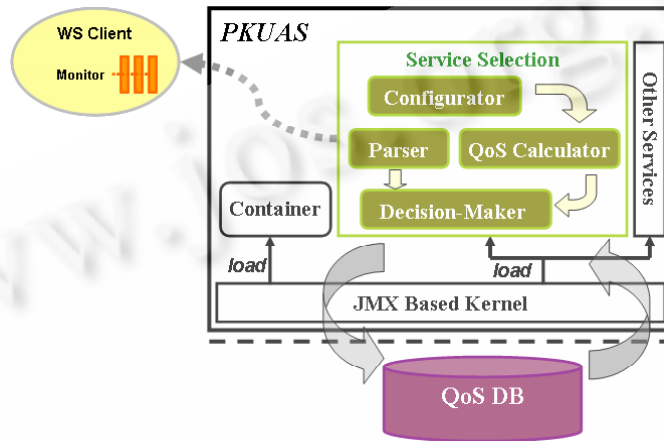 WS Client
Monitor
PKUAS
Service Selection
Configurator
Parser
QoS Calculator
Decision-Maker
Container
Other Services
load
load
JMX Based Kernel
QoS DB